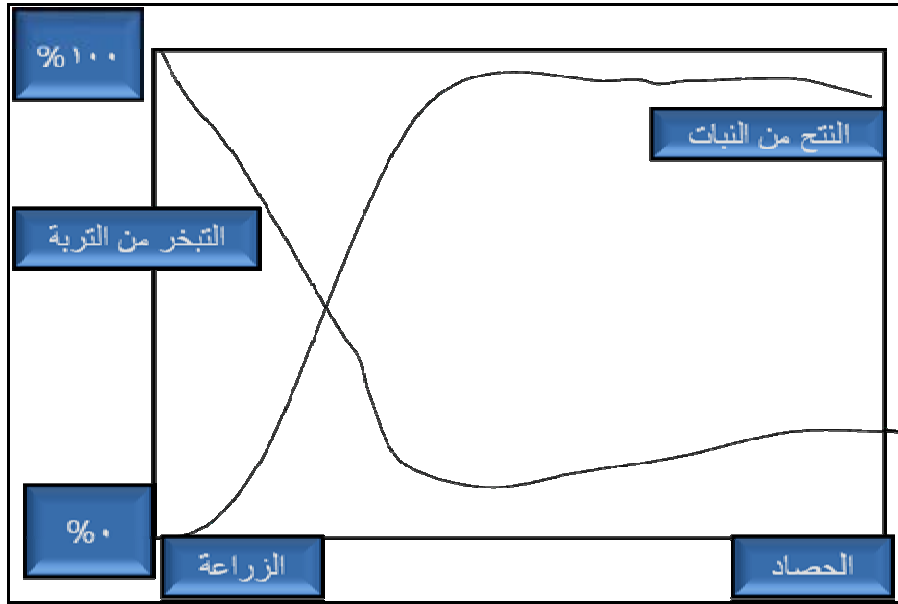 %١٠٠
النتح من النبات
التبخر من التربة
%٠
الزراعة
الحصاد